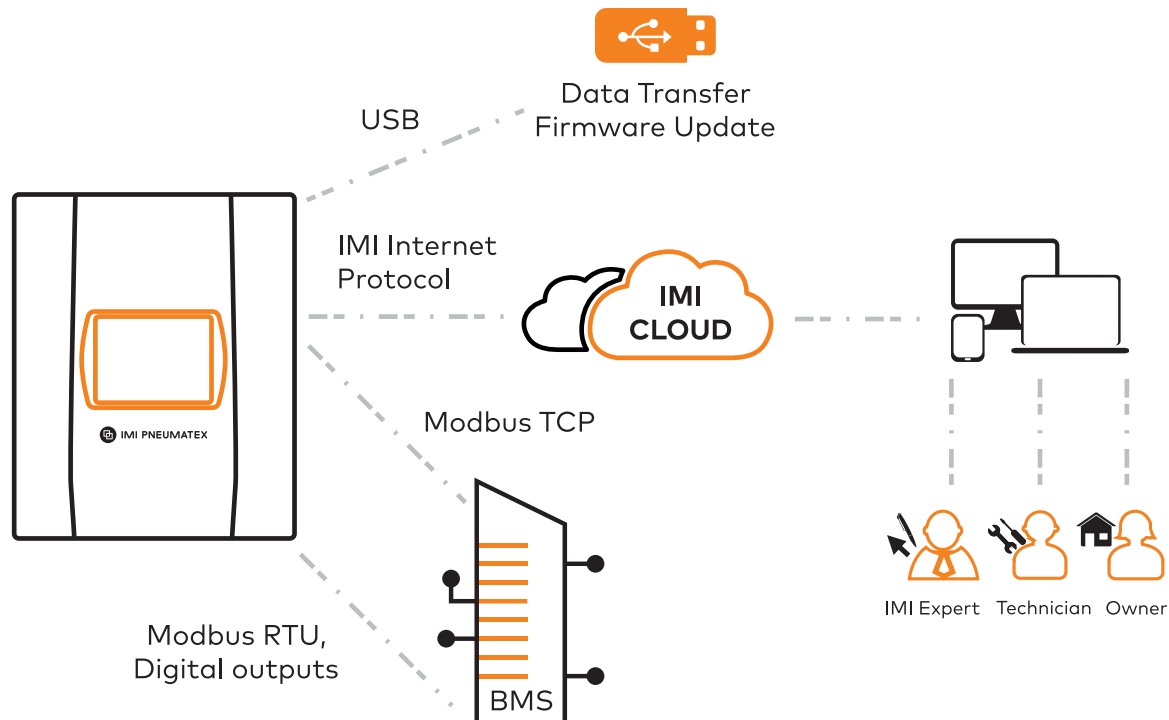 Data Transfer
Firmware Update
USB
IMI Internet
Protocol
IMI
CLOUD
IMI PNEUMATEX
Modbus TCP
Modbus RTU,
Digital outputs
BMS
IMI Expert
Technician
Owner